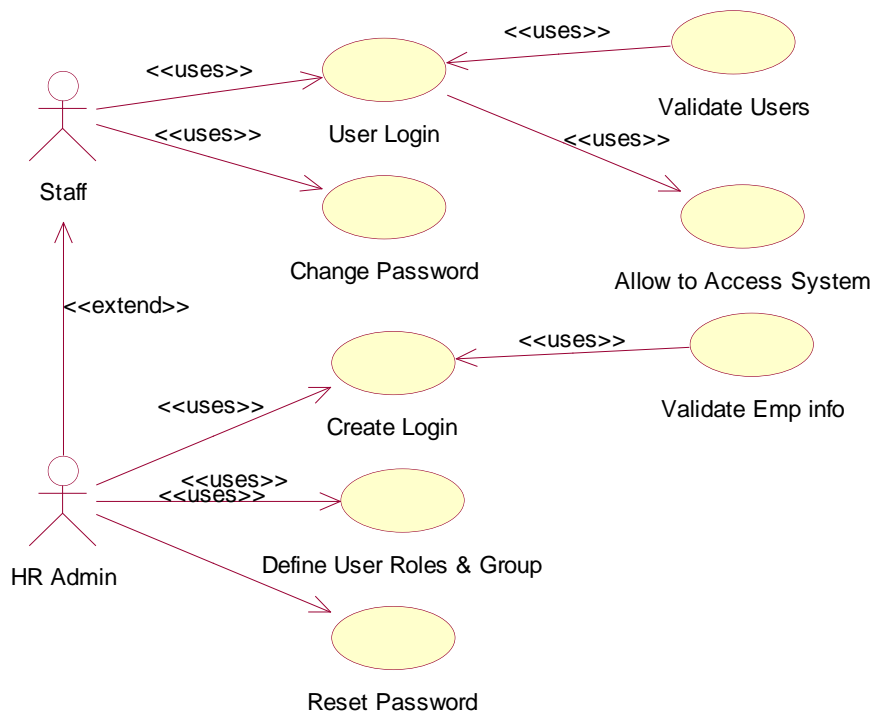 <<uses>>
<<uses>>
Validate Users
<<uses>>
<<uses>>
User Login
Staff
Change Password
Allow to Access System
<<extend>>
<<uses>>
Validate Emp info
<<uses>>
Create Login
<<uses>>
<<uses>>
Define User Roles & Group
HR Admin
Reset Password